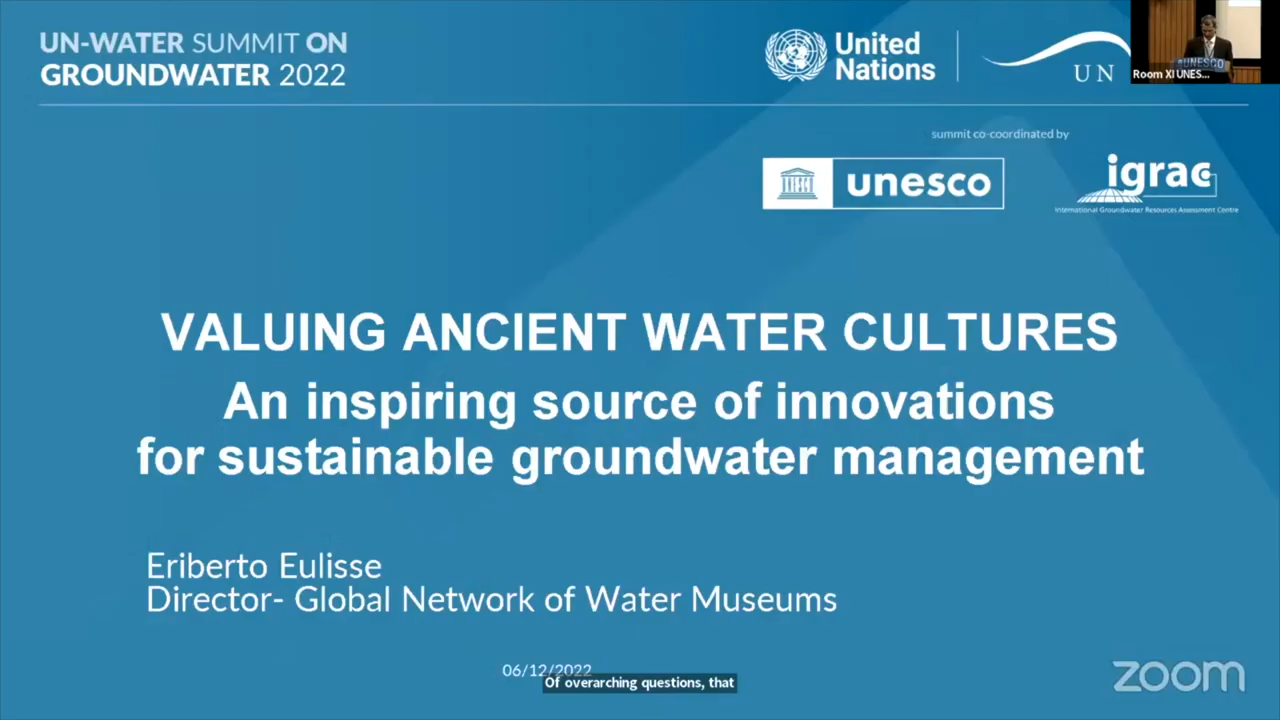 UN-WATER SUMMIT ON
GROUNDWATER 2022
United
Nations
UN
Room XI UNES...
#UNESCO
summit co-coordinated by
unesco
igrac
International Groundwater Resources Assessment Centre
VALUING ANCIENT WATER CULTURES
An inspiring source of innovations
for sustainable groundwater management
Eriberto Eulisse
Director- Global Network of Water Museums
06/12/2022
Of overarching questions, that
zoom